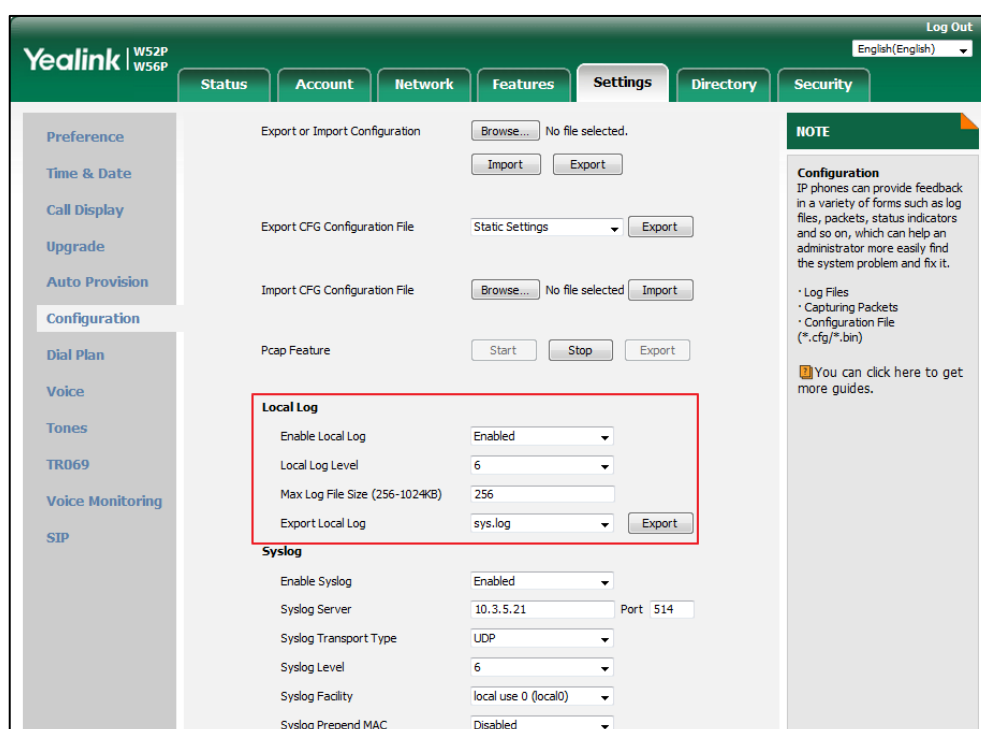 Log Out
Yealink | W52P
W56P
English(English)
Status Account Network Features Settings Directory Security
Preference
Time & Date
Call Display
Upgrade
Auto Provision
Configuration
Dial Plan
Voice
Tones
TR069
Voice Monitoring
SIP
Export or Import Configuration Browse... No file selected.
Import Export
Export CFG Configuration File Static Settings Export
Import CFG Configuration File Browse... No file selected Import
Pcap Feature Start Stop Export
Local Log
Enable Local Log Enabled
Local Log Level 6
Max Log File Size (256-1024KB) 256
Export Local Log sys.log Export
Syslog
Enable Syslog Enabled
Syslog Server 10.3.5.21 Port 514
Syslog Transport Type UDP
Syslog Level 6
Syslog Facility local use 0 (local0)
Syslog Prepend MAC Disabled
NOTE
Configuration
IP phones can provide feedback
in a variety of forms such as log
files, packets, status indicators
and so on, which can help an
administrator more easily find
the system problem and fix it.
· Log Files
· Capturing Packets
· Configuration File
(*.cfg/*.bin)
You can click here to get
more guides.